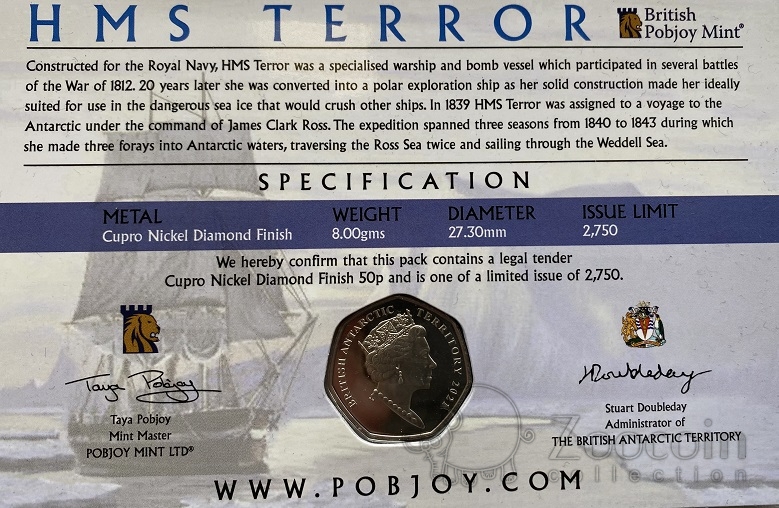 HMS TERROR
British
Pobjoy Mint®
Constructed for the Royal Navy, HMS Terror was a specialised warship and bomb vessel which participated in several battles
of the War of 1812. 20 years later she was converted into a polar exploration ship as her solid construction made her ideally
suited for use in the dangerous sea ice that would crush other ships. In 1839 HMS Terror was assigned to a voyage to the
Antarctic under the command of James Clark Ross. The expedition spanned three seasons from 1840 to 1843 during which
she made three forays into Antarctic waters, traversing the Ross Sea twice and sailing through the Weddell Sea.
SPECIFICATION
METAL WEIGHT DIAMETER ISSUE LIMIT
Cupro Nickel Diamond Finish 8.00gms 27.30mm 2,750
We hereby confirm that this pack contains a legal tender
Cupro Nickel Diamond Finish 50p and is one of a limited issue of 2,750.
BRITISH ANTARCTIC TERRITORY 2021
Taya Pobjoy
Taya Pobjoy
Mint Master
POBJOY MINT LTD®
Doubleday
Stuart Doubleday
Administrator of
THE BRITISH ANTARCTIC TERRITORY
Zoocoin
collection
WWW.POBJOY.COM